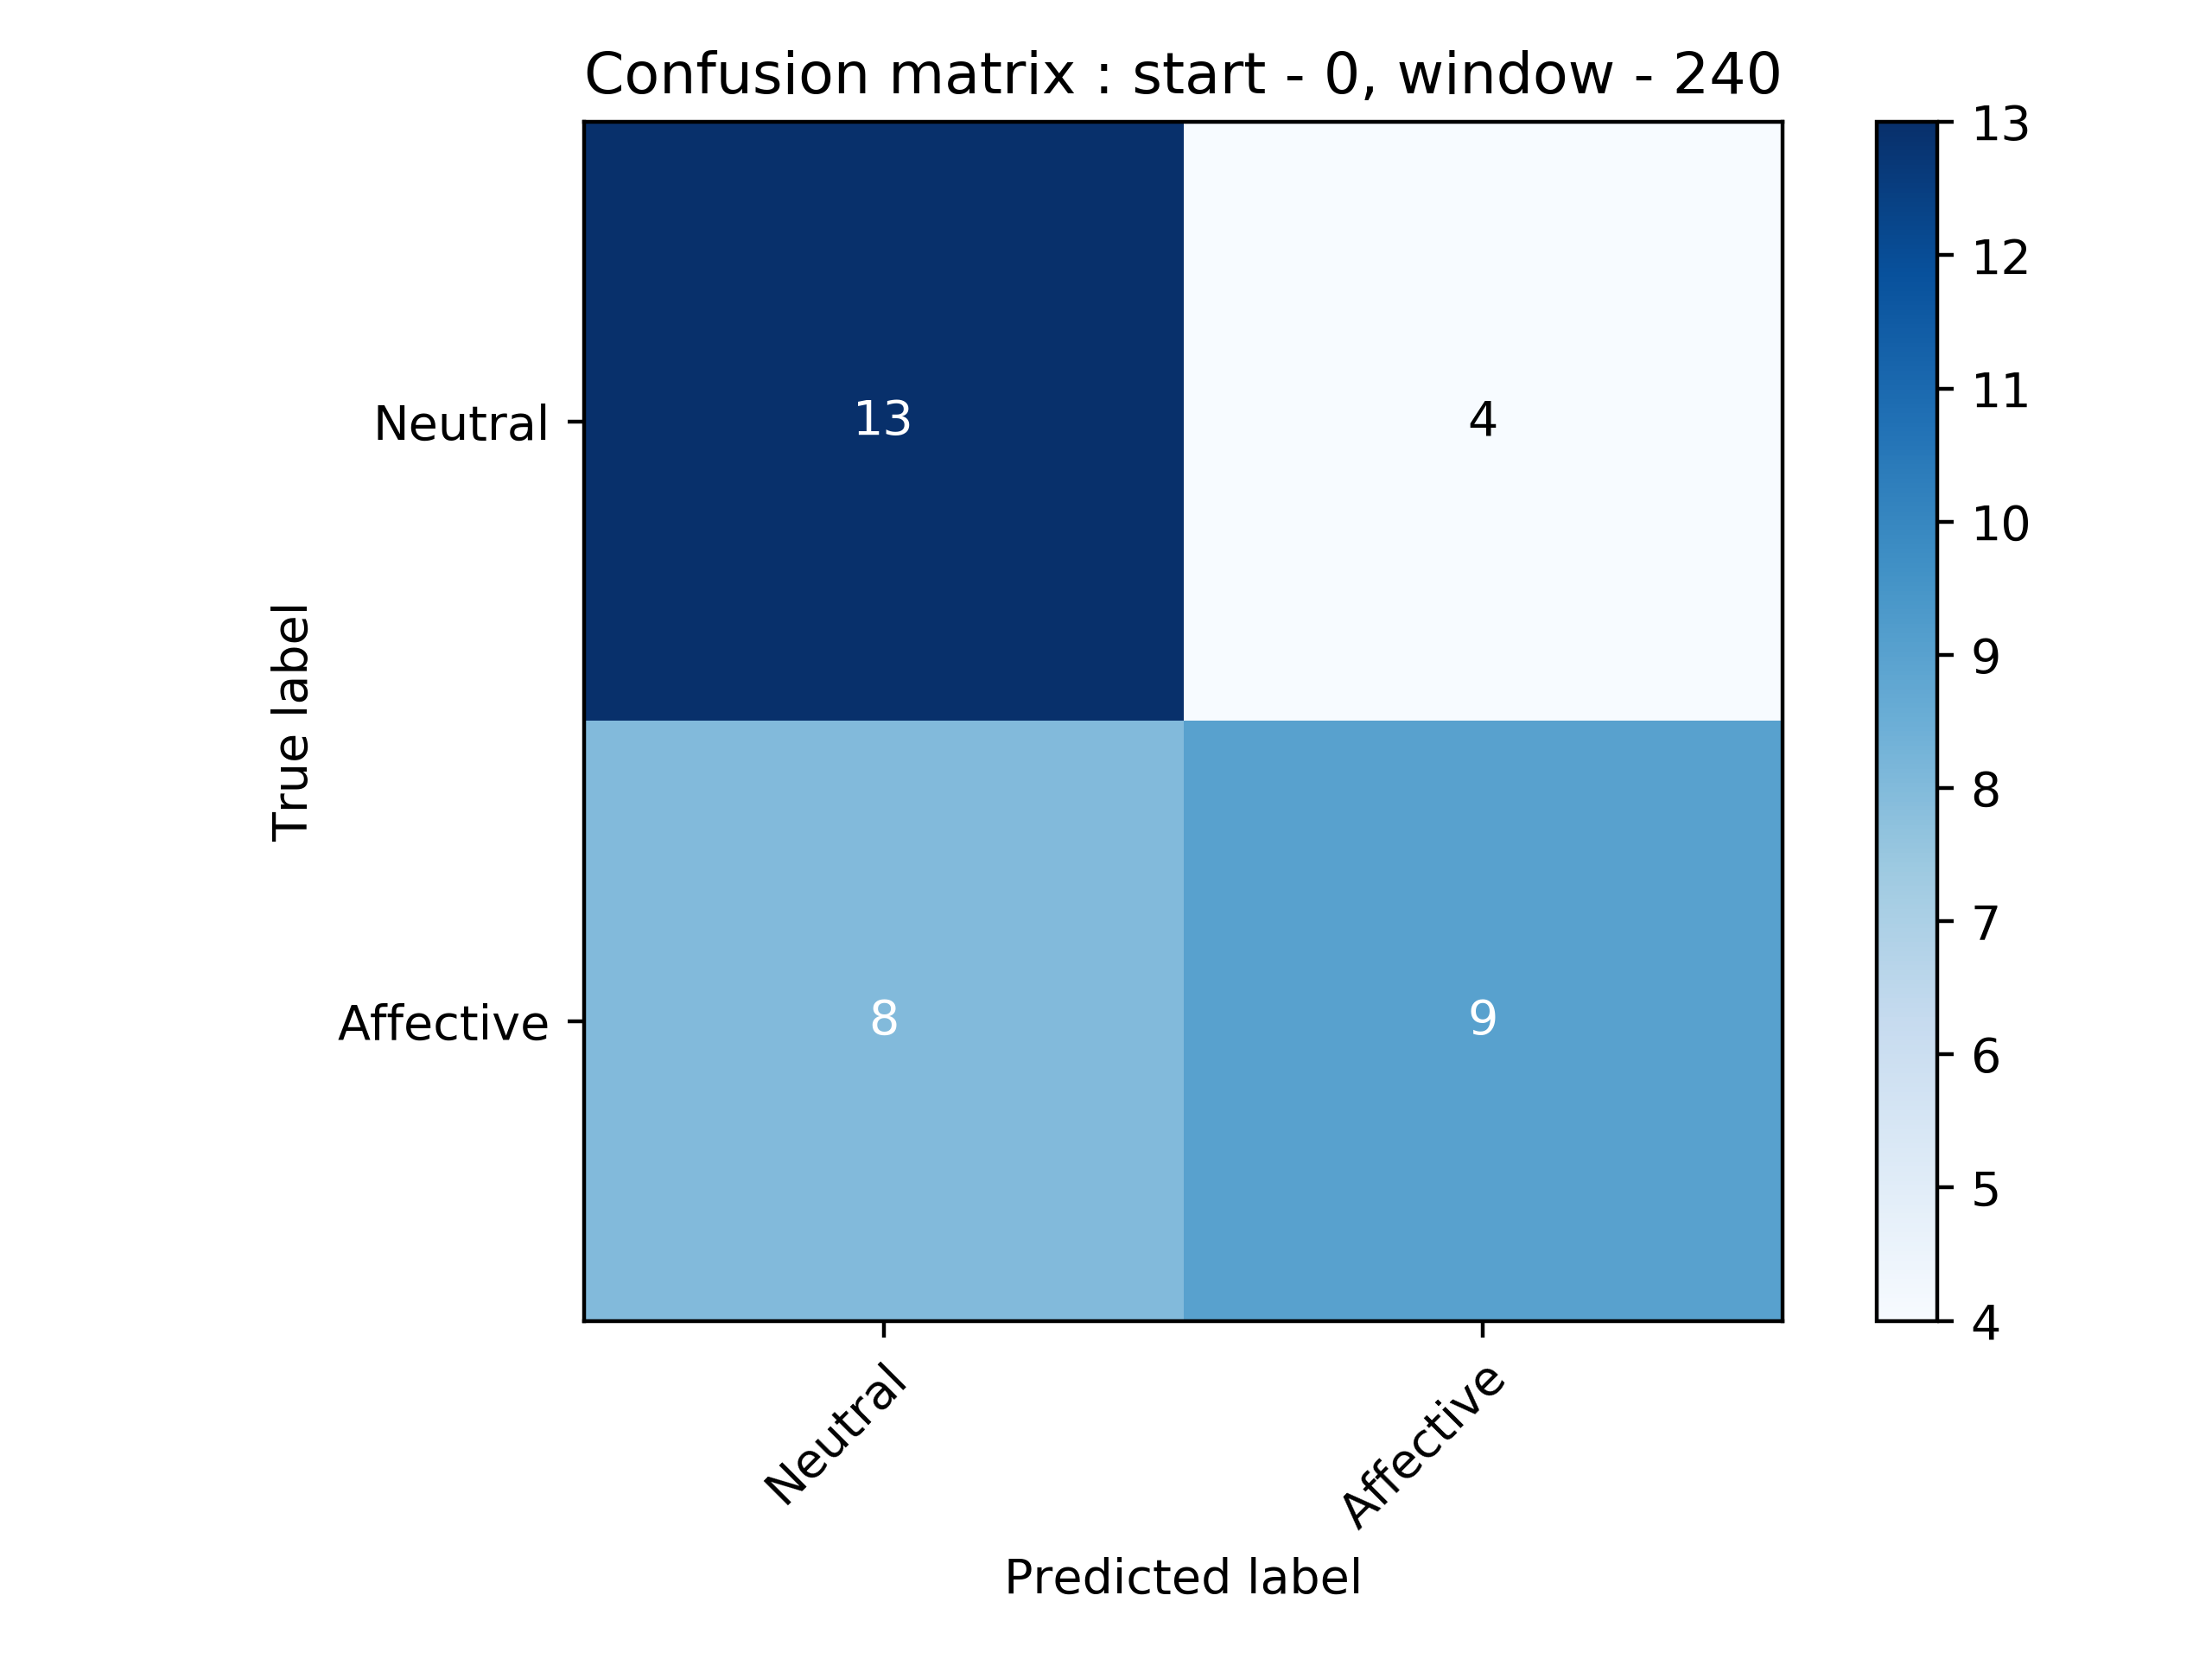 Confusion matrix : start - 0, window - 240
13
12
11
10
9
8
7
6
5
4
True label
Neutral
Affective
13
4
8
9
Neutral
Affective
Predicted label